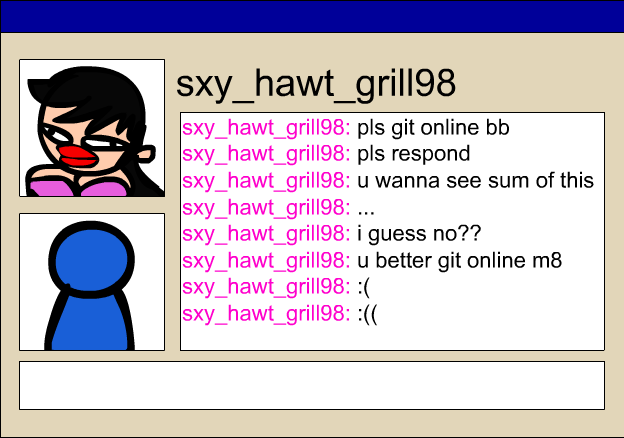 sxy_hawt_grill98
sxy_hawt_grill98: pls git online bb
sxy_hawt_grill98: pls respond
sxy_hawt_grill98: u wanna see sum of this
sxy_hawt_grill98: ...
sxy_hawt_grill98: i guess no??
sxy_hawt_grill98: u better git online m8
sxy_hawt_grill98: :(
sxy_hawt_grill98: :((